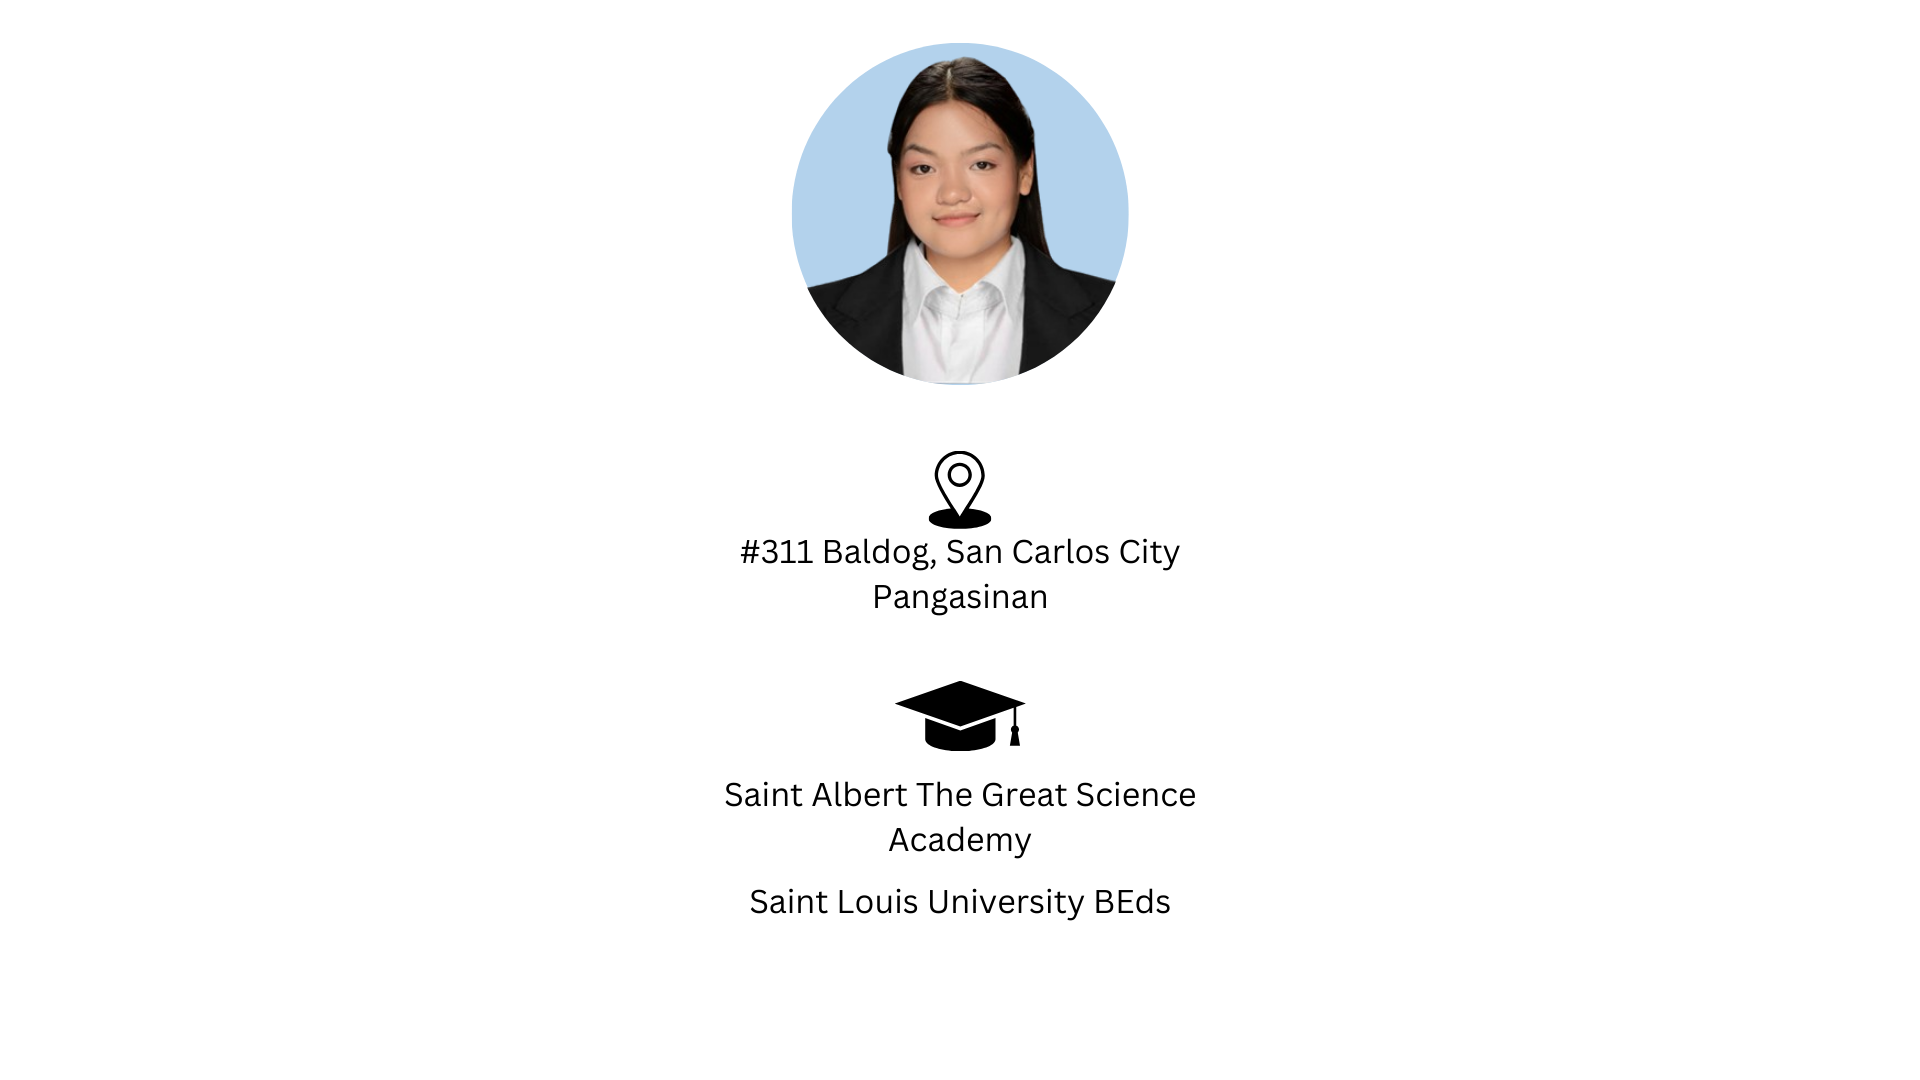 #311 Baldog, San Carlos City
Pangasinan
Saint Albert The Great Science
Academy
Saint Louis University BEds